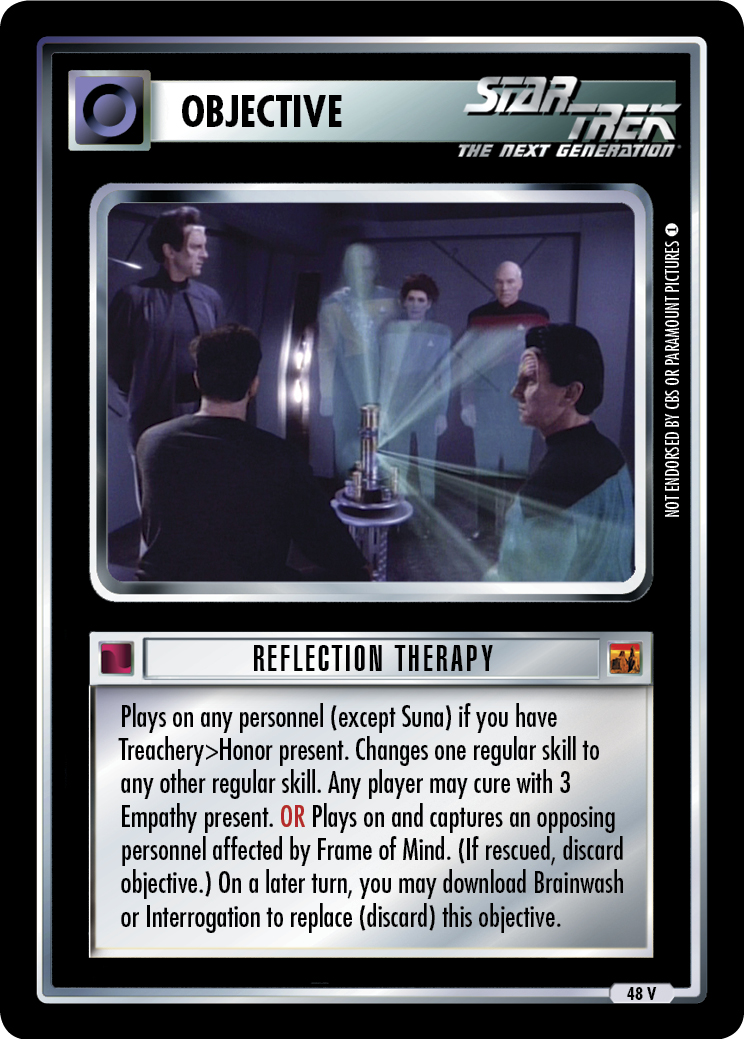 OBJECTIVE
STAR TREK
THE NEXT GENERATION
NOT ENDORSED BY CBS OR PARAMOUNT PICTURES 1
REFLECTION THERAPY
Plays on any personnel (except Suna) if you have
Treachery>Honor present. Changes one regular skill to
any other regular skill. Any player may cure with 3
Empathy present. OR Plays on and captures an opposing
personnel affected by Frame of Mind. (If rescued, discard
objective.) On a later turn, you may download Brainwash
or Interrogation to replace (discard) this objective.
48 V